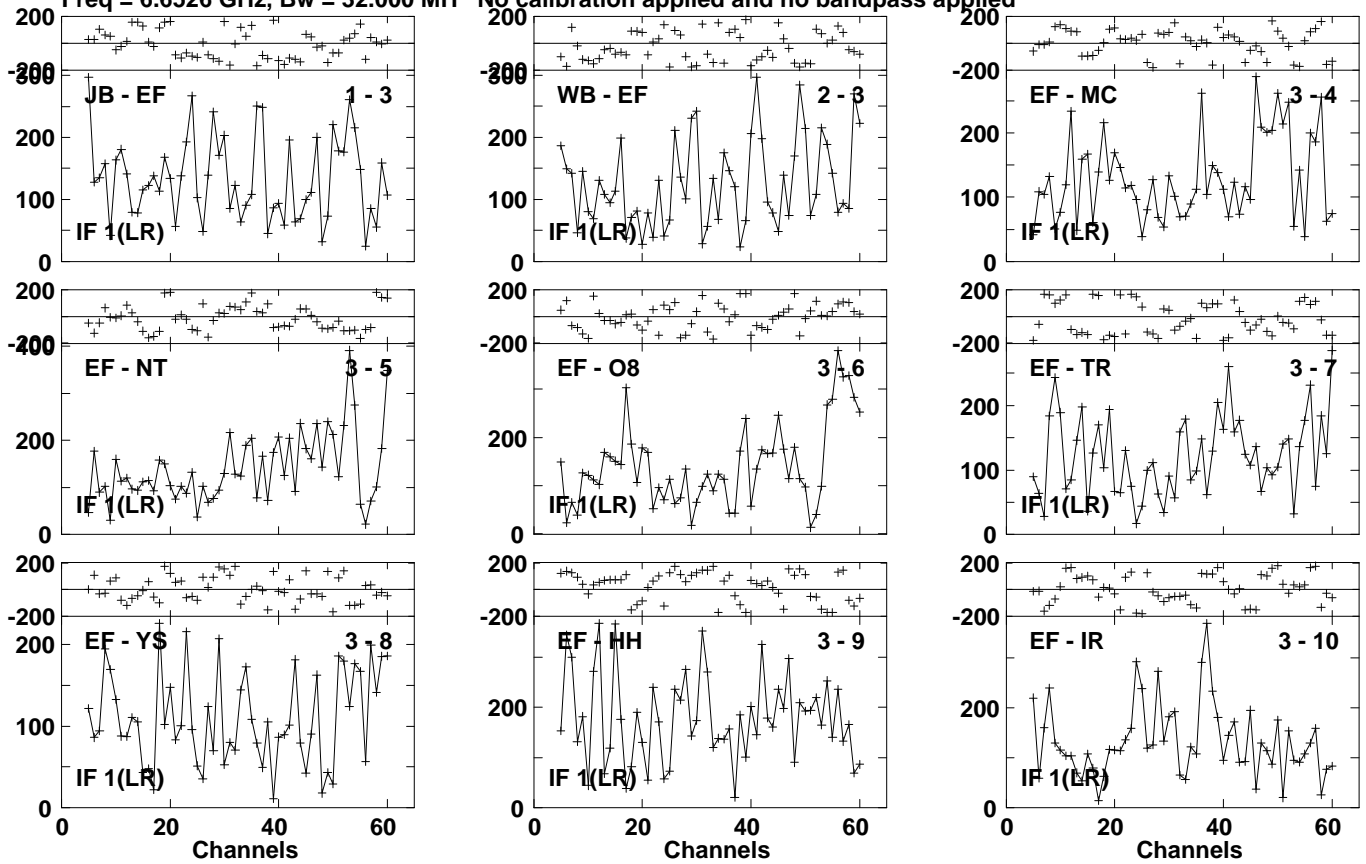 Freq = 6.6526 GHz, Bw = 32.000 MH No calibration applied and no bandpass applied
200
-200
300
200
100
0
JB - EF 1 - 3
IF 1(LR)
200
-200
300
200
100
0
WB - EF 2 - 3
IF 1(LR)
200
-200
200
100
0
EF - MC 3 - 4
IF 1(LR)
200
-200
400
200
0
EF - NT 3 - 5
IF 1(LR)
200
-200
200
0
EF - O8 3 - 6
IF 1(LR)
200
-200
200
100
0
EF - TR 3 - 7
IF 1(LR)
200
-200
200
100
0
EF - YS 3 - 8
IF 1(LR)
0 20 40 60
Channels
200
-200
200
0
EF - HH 3 - 9
IF 1(LR)
0 20 40 60
Channels
200
-200
200
0
EF - IR 3 - 10
IF 1(LR)
0 20 40 60
Channels